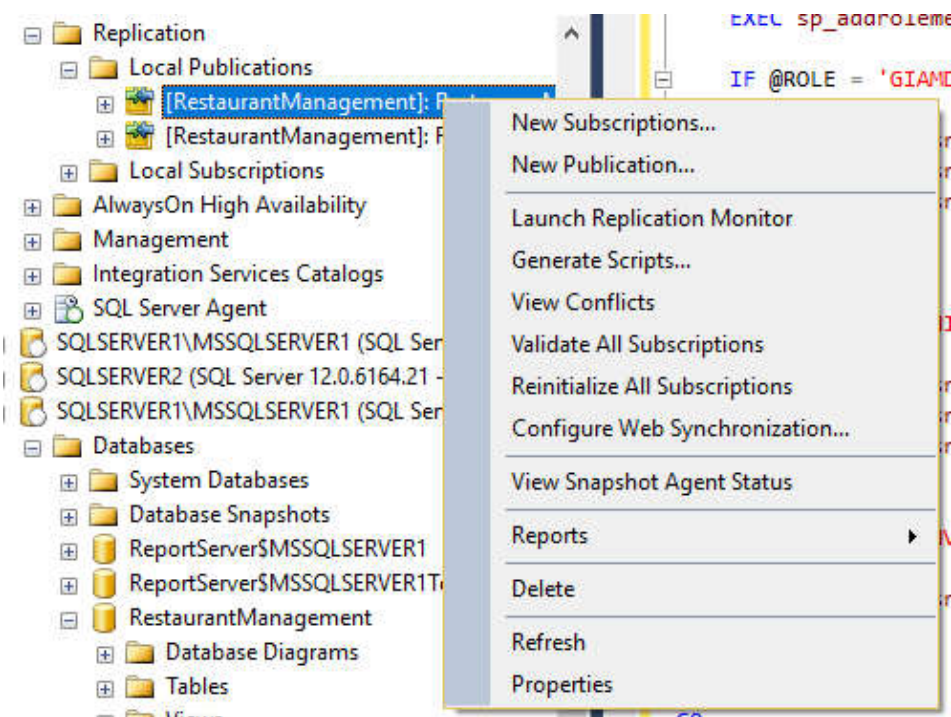 Replication
Local Publications
[RestaurantManagement]:
[RestaurantManagement]:
Local Subscriptions
AlwaysOn High Availability
Management
Integration Services Catalogs
SQL Server Agent
SQLSERVER1\MSSQLSERVER1 (SQL Ser
SQLSERVER2 (SQL Server 12.0.6164.21 -
SQLSERVER1\MSSQLSERVER1 (SQL Ser
Databases
System Databases
Database Snapshots
ReportServer$MSSQLSERVER1
ReportServer$MSSQLSERVER1T
RestaurantManagement
Database Diagrams
Tables
EXEC sp_addroleme
IF @ROLE = 'GIAMD
New Subscriptions...
New Publication...
Launch Replication Monitor
Generate Scripts...
View Conflicts
Validate All Subscriptions
Reinitialize All Subscriptions
Configure Web Synchronization...
View Snapshot Agent Status
Reports
Delete
Refresh
Properties